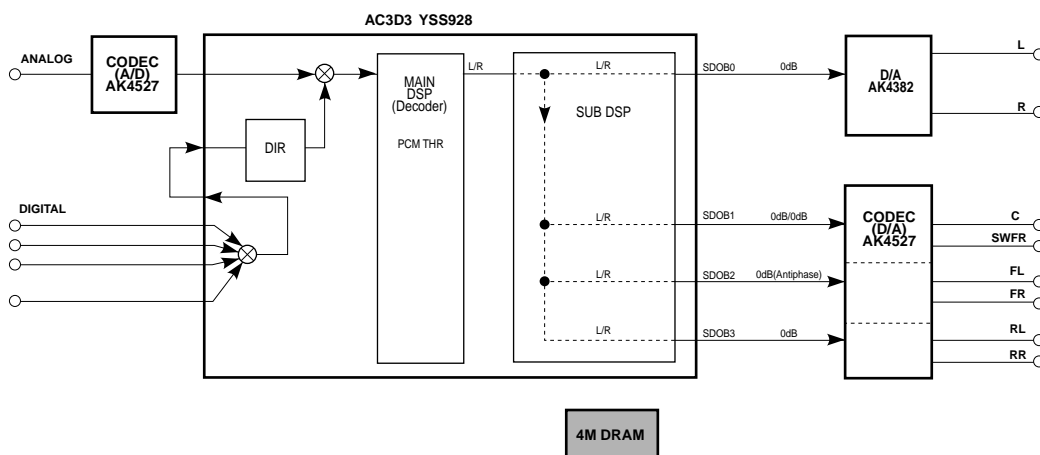 AC3D3 YSS928
ANALOG
CODEC
(A/D)
AK4527
MAIN
DSP
(Decoder)
PCM THR
L/R
L/R
SUB DSP
SDOB0
0dB
D/A
AK4382
L
R
DIR
DIGITAL
L/R
SDOB1
0dB/0dB
CODEC
(D/A)
AK4527
C
SWFR
L/R
SDOB2
0dB(Antiphase)
FL
FR
L/R
SDOB3
0dB
RL
RR
4M DRAM